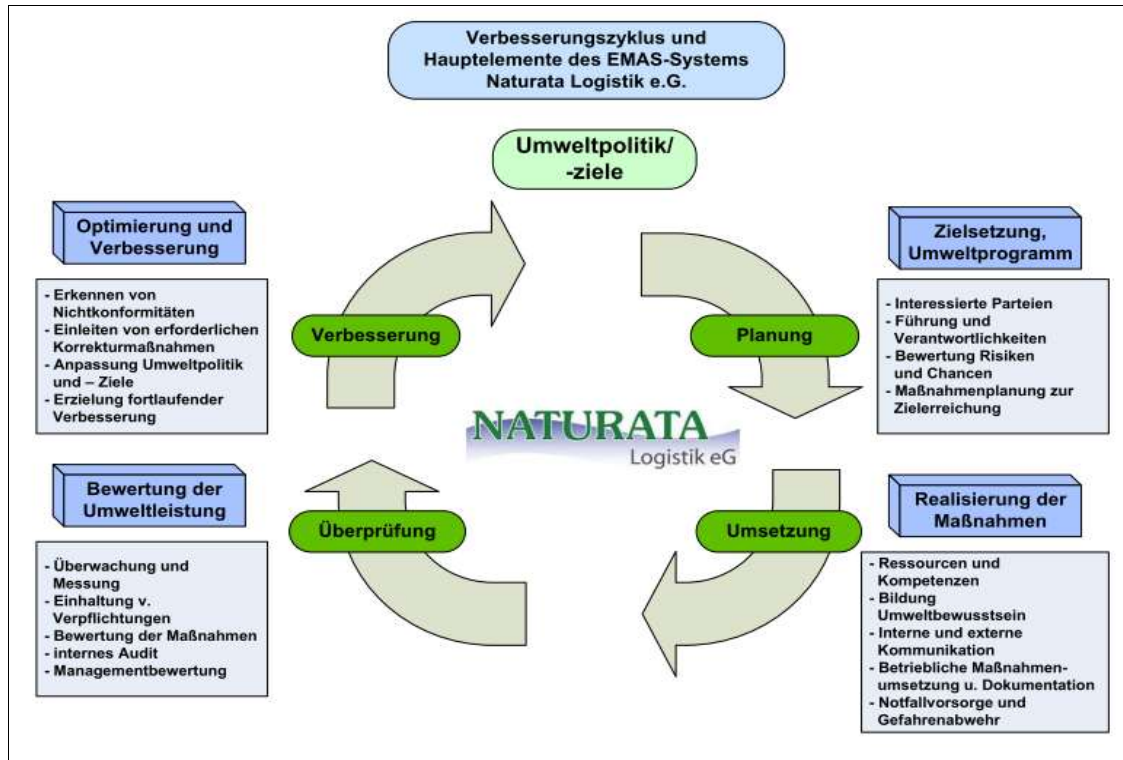 Verbesserungszyklus und
Hauptelemente des EMAS-Systems
Naturata Logistik e.G.
Umweltpolitik/
-ziele
Optimierung und
Verbesserung
- Erkennen von
Nichtkonformitäten
- Einleiten von erforderlichen
Korrekturmaßnahmen
- Anpassung Umweltpolitik
und – Ziele
- Erzielung fortlaufender
Verbesserung
Verbesserung
Planung
Zielsetzung,
Umweltprogramm
- Interessierte Parteien
- Führung und
Verantwortlichkeiten
- Bewertung Risiken
und Chancen
- Maßnahmenplanung zur
Zielerreichung
NATURATA
Logistik eG
Bewertung der
Umweltleistung
- Überwachung und
Messung
- Einhaltung v.
Verpflichtungen
- Bewertung der Maßnahmen
- internes Audit
- Managementbewertung
Überprüfung
Umsetzung
Realisierung der
Maßnahmen
- Ressourcen und
Kompetenzen
- Bildung
Umweltbewusstsein
- Interne und externe
Kommunikation
- Betriebliche Maßnahmen-
umsetzung u. Dokumentation
- Notfallvorsorge und
Gefahrenabwehr